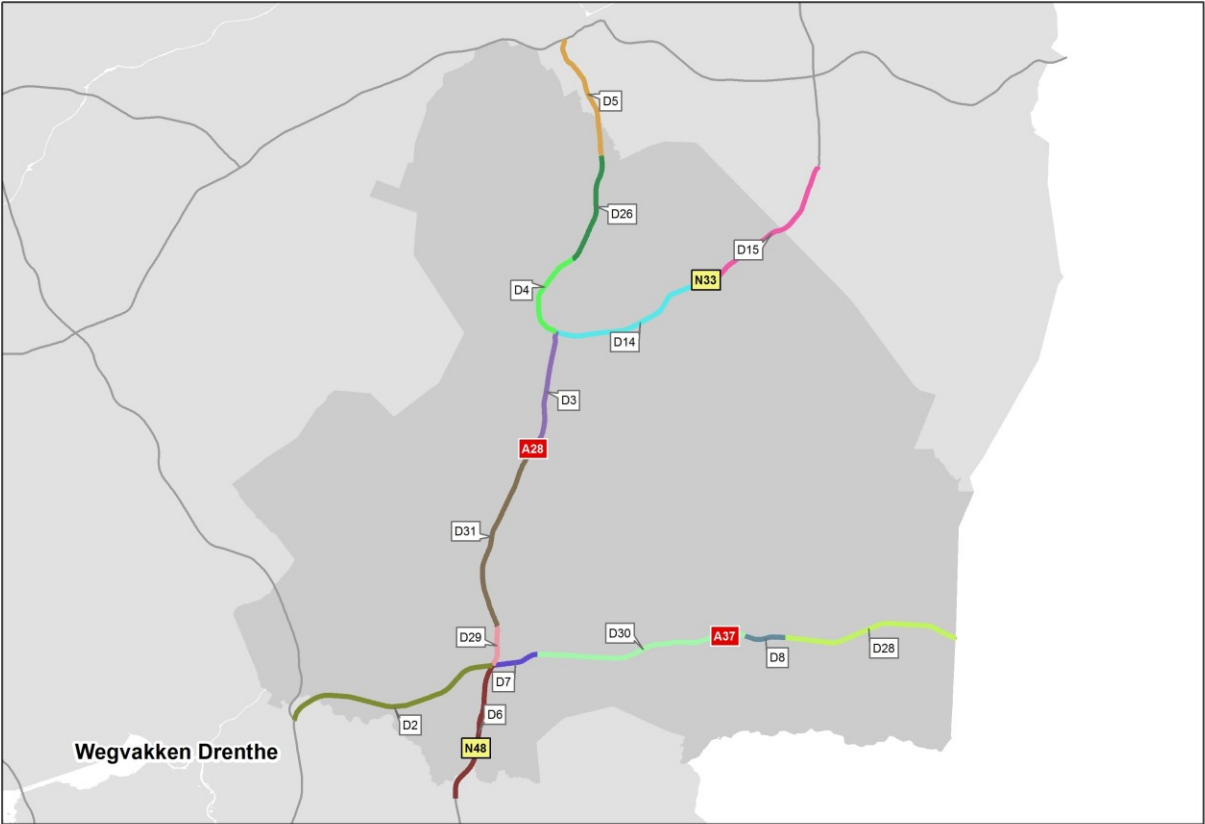 D5
D26
D15
N33
D4
D14
D3
A28
D31
D29
D30
A37
D8
D28
D7
D6
D2
N48
Wegvakken Drenthe